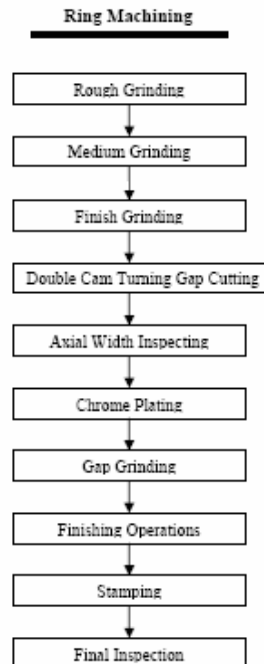 Ring Machining
Rough Grinding
Medium Grinding
Finish Grinding
Double Cam Turning Gap Cutting
Axial Width Inspecting
Chrome Plating
Gap Grinding
Finishing Operations
Stamping
Final Inspection